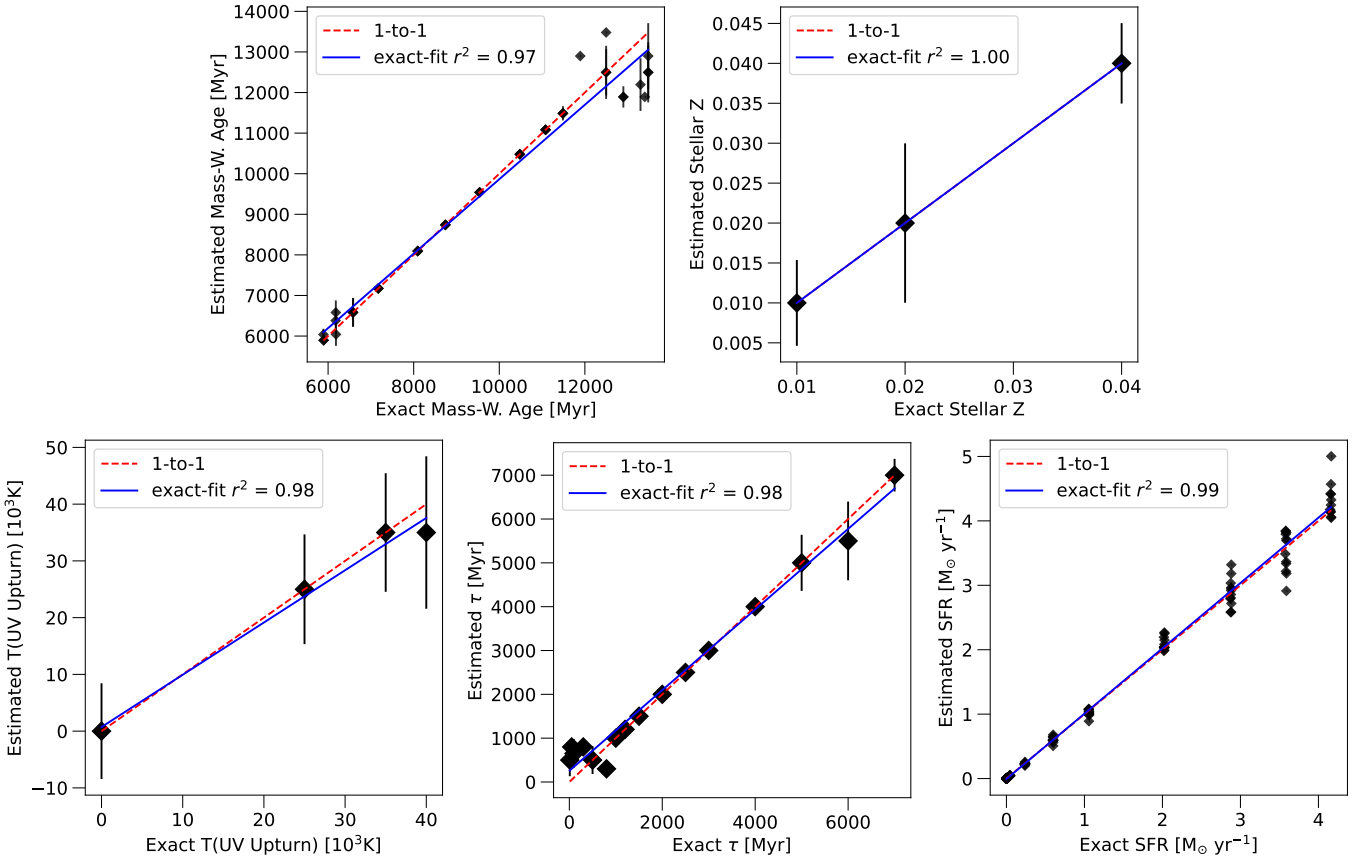 1-to-1
exact-fit r² = 0.97
14000
13000
12000
11000
10000
9000
8000
7000
6000
Estimated Mass-W. Age [Myr]
6000 8000 10000 12000
Exact Mass-W. Age [Myr]
1-to-1
exact-fit r² = 1.00
0.045
0.040
0.035
0.030
0.025
0.020
0.015
0.010
0.005
Estimated Stellar Z
0.01 0.02 0.03 0.04
Exact Stellar Z
1-to-1
exact-fit r² = 0.98
50
40
30
20
10
0
−10
Estimated T(UV Upturn) [10³K]
0 10 20 30 40
Exact T(UV Upturn) [10³K]
1-to-1
exact-fit r² = 0.98
7000
6000
5000
4000
3000
2000
1000
0
Estimated τ [Myr]
0 2000 4000 6000
Exact τ [Myr]
1-to-1
exact-fit r² = 0.99
5
4
3
2
1
0
Estimated SFR [M⊙ yr⁻¹]
0 1 2 3 4
Exact SFR [M⊙ yr⁻¹]